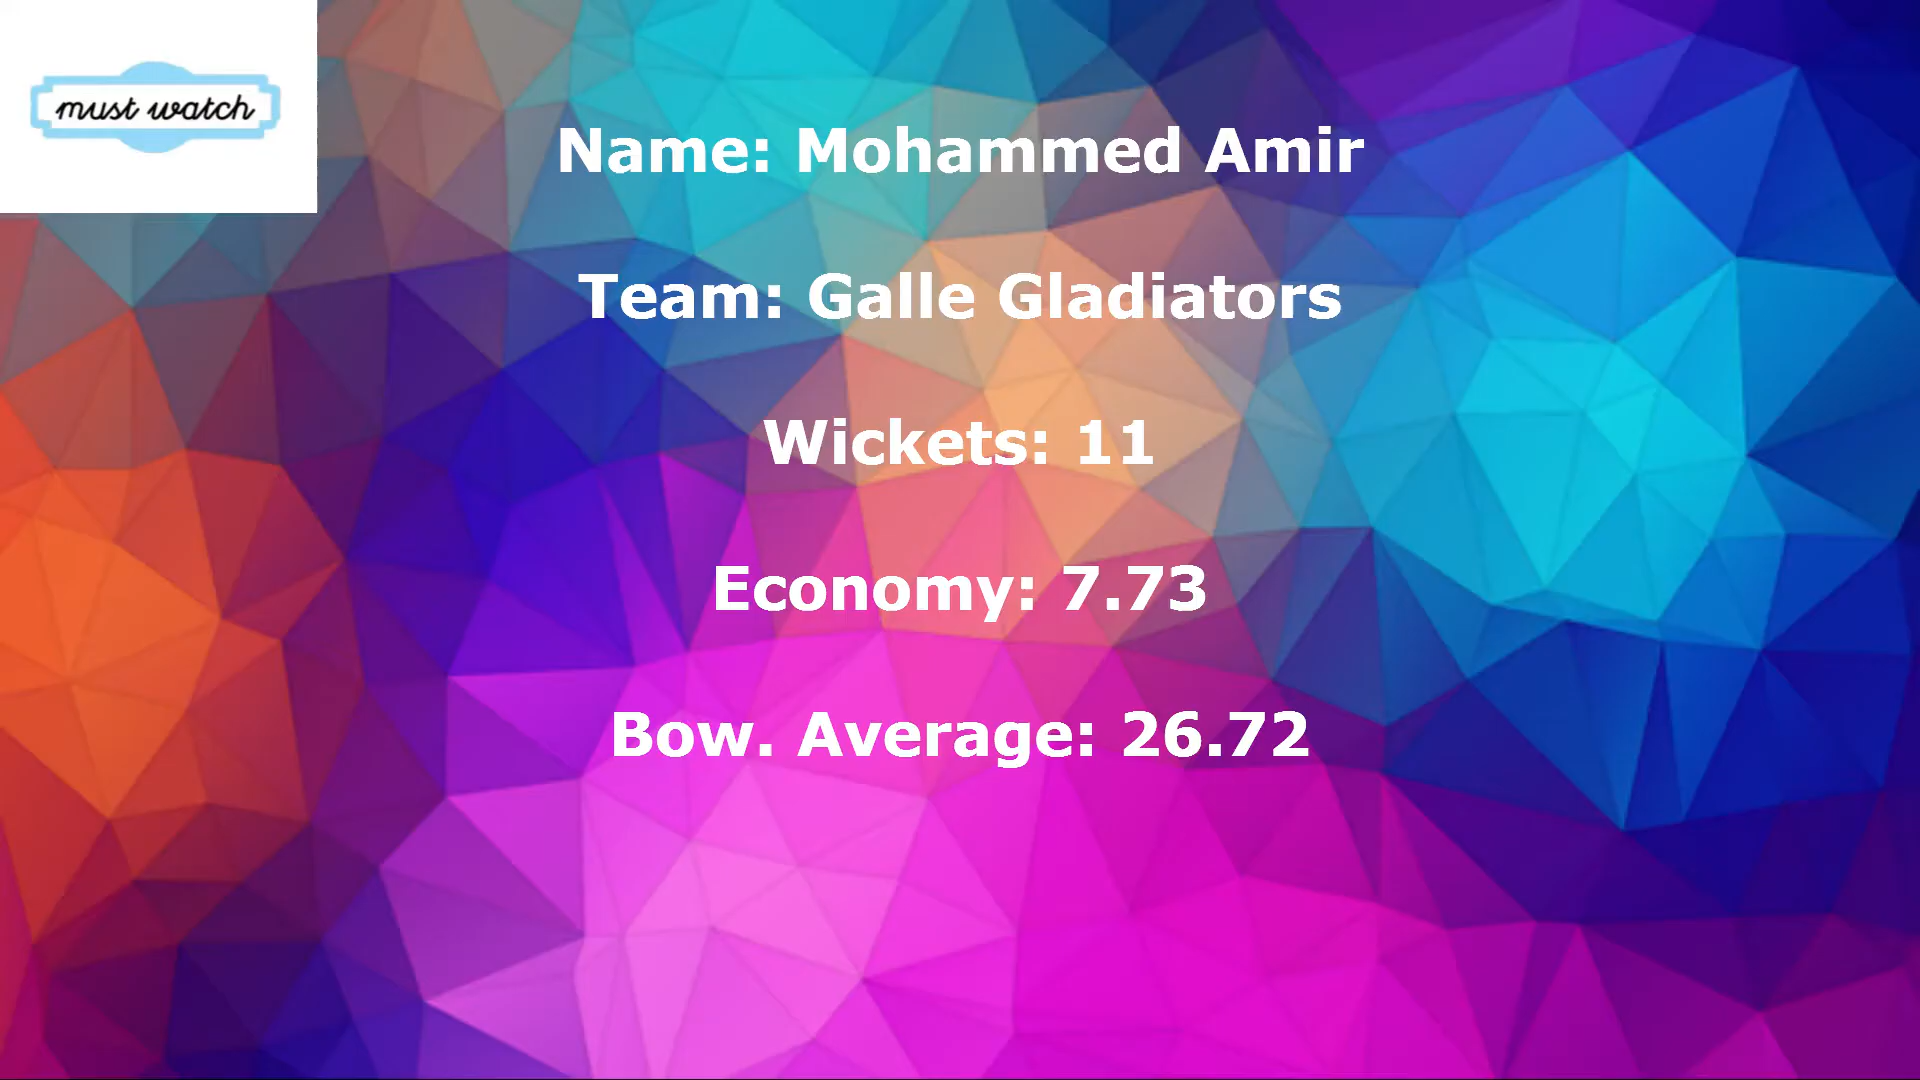 must watch
Name: Mohammed Amir
Team: Galle Gladiators
Wickets: 11
Economy: 7.73
Bow. Average: 26.72